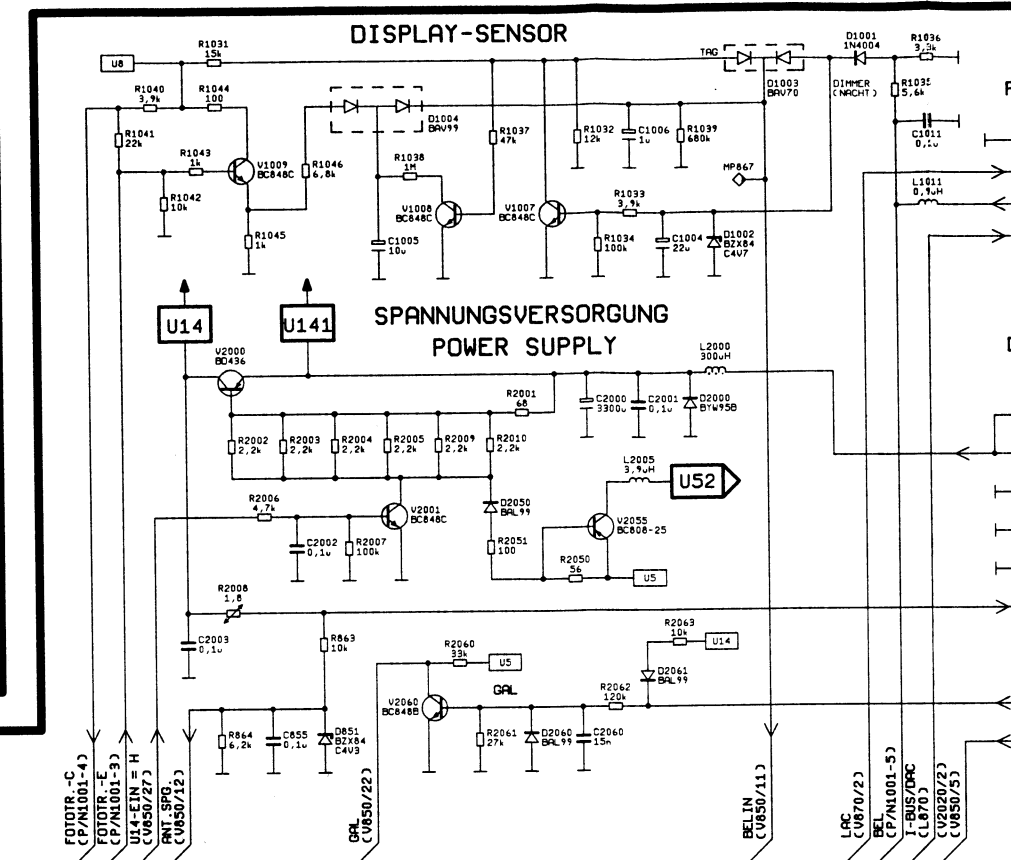 DISPLAY-SENSOR
U8
R1031
15k
R1040
3,9k
R1044
100
R1041
22k
R1043
1k
V1009
BC848C
R1042
10k
R1045
1k
R1046
6,8k
D1004
BAV99
R1038
1M
C1005
10u
V1008
BC848C
R1037
47k
V1007
BC848C
R1032
12k
C1006
1u
R1039
680k
R1033
3,9k
R1034
100k
C1004
22u
D1002
BZX84
C4V7
MP867
TAG
D1003
BAV70
DIMMER
(NACHT)
D1001
1N4004
R1036
R1035
5,6k
C1011
0,1u
L1011
0,9uH
U14
U141
SPANNUNGSVERSORGUNG
POWER SUPPLY
V2000
BD436
R2001
68
R2002
2,2k
R2003
2,2k
R2004
2,2k
R2005
2,2k
R2009
2,2k
R2010
2,2k
C2000
3300u
C2001
0,1u
D2000
BYW95B
L2000
300uH
R2006
4,7k
C2002
0,1u
R2007
100k
V2001
BC848C
D2050
BAL99
R2051
100
L2005
3,9uH
U52
V2055
BC808-25
R2050
56
U5
R2008
1,8
C2003
0,1u
R863
10k
R864
6,2k
C855
0,1u
D851
BZX84
C4V3
R2060
33k
U5
GAL
V2060
BC848B
R2061
27k
D2060
BAL99
C2060
15n
R2062
120k
D2061
BAL99
R2063
10k
U14
FOTOTR.-C
(P/N1001-4)
FOTOTR.-E
(P/N1001-3)
U14-EIN = H
(V850/27)
ANT.SPG.
(V850/12)
GAL
(V850/22)
BELIN
(V850/11)
LAC
(V870/2)
BEL
(P/N1001-5)
I-BUS/DAC
(L870)
(V2020/2)
(V850/5)